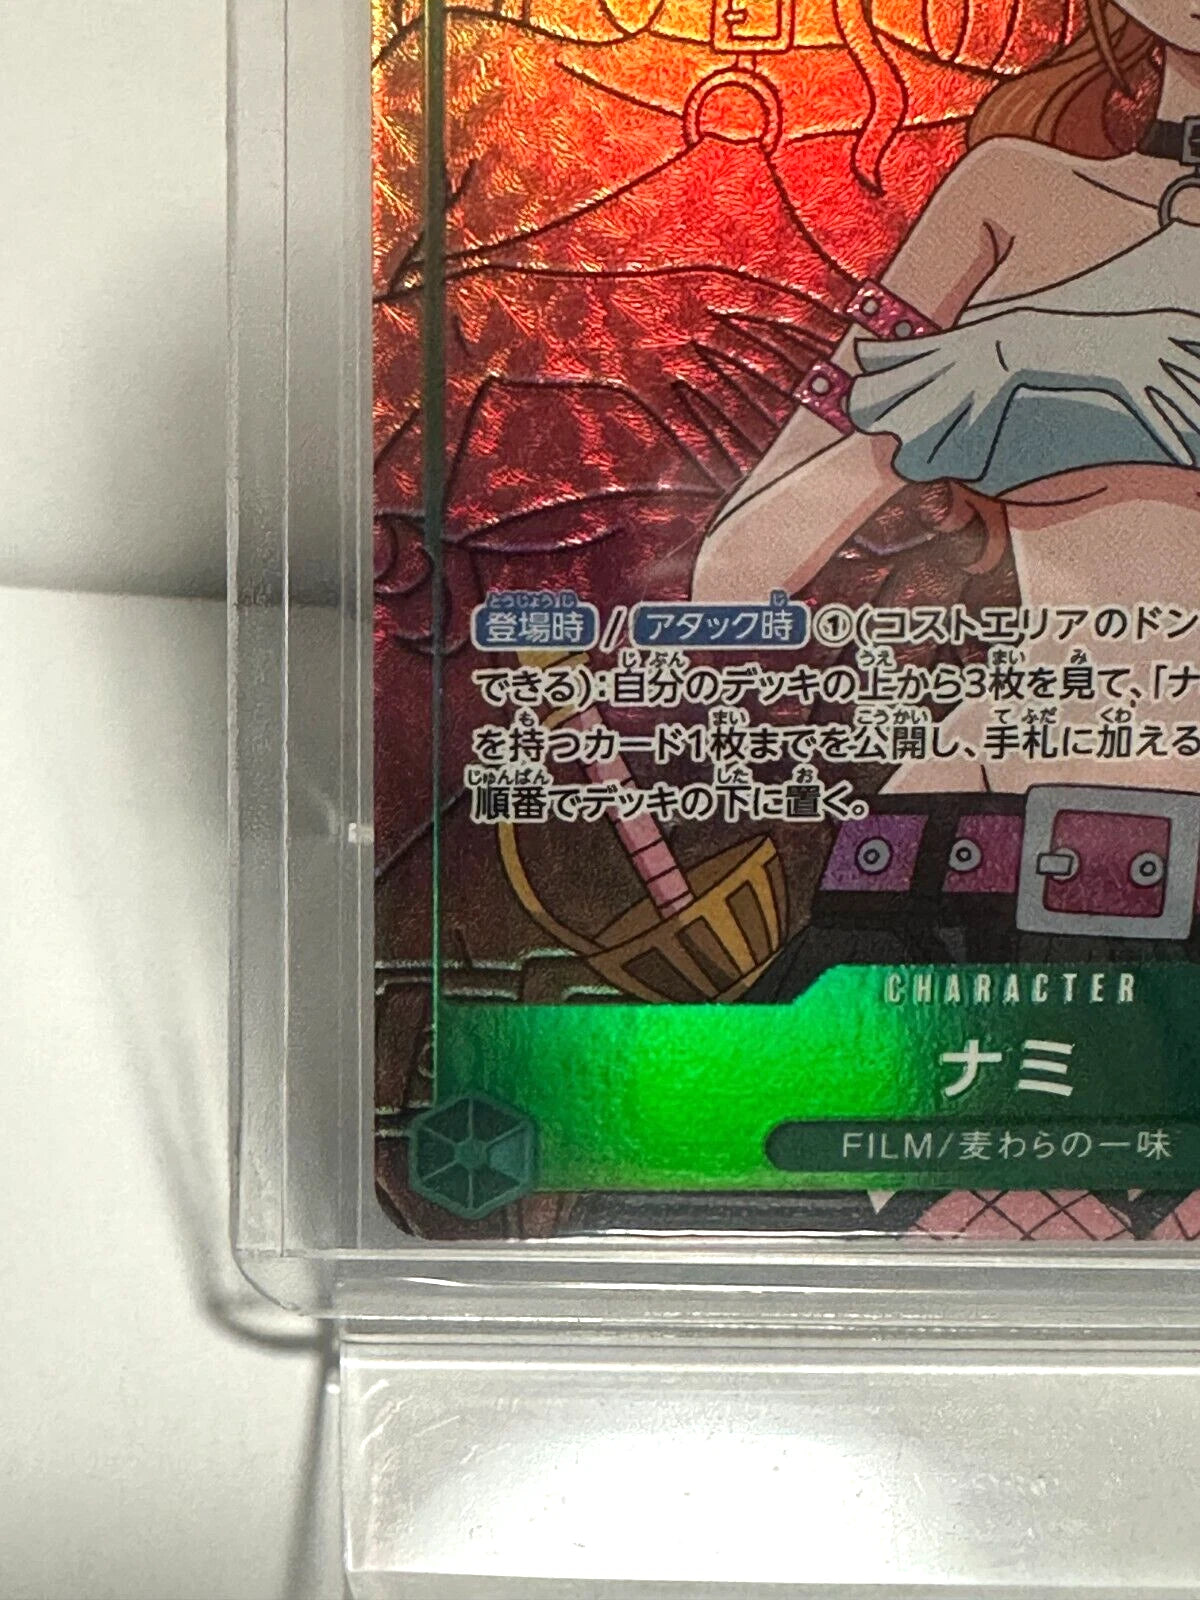 登場時/アタック時 ①(コストエリアのドン
できる):自分のデッキの上から3枚を見て、「ナ
を持つカード1枚までを公開し、手札に加える
順番でデッキの下に置く。
CHARACTER
ナミ
FILM/麦わらの一味